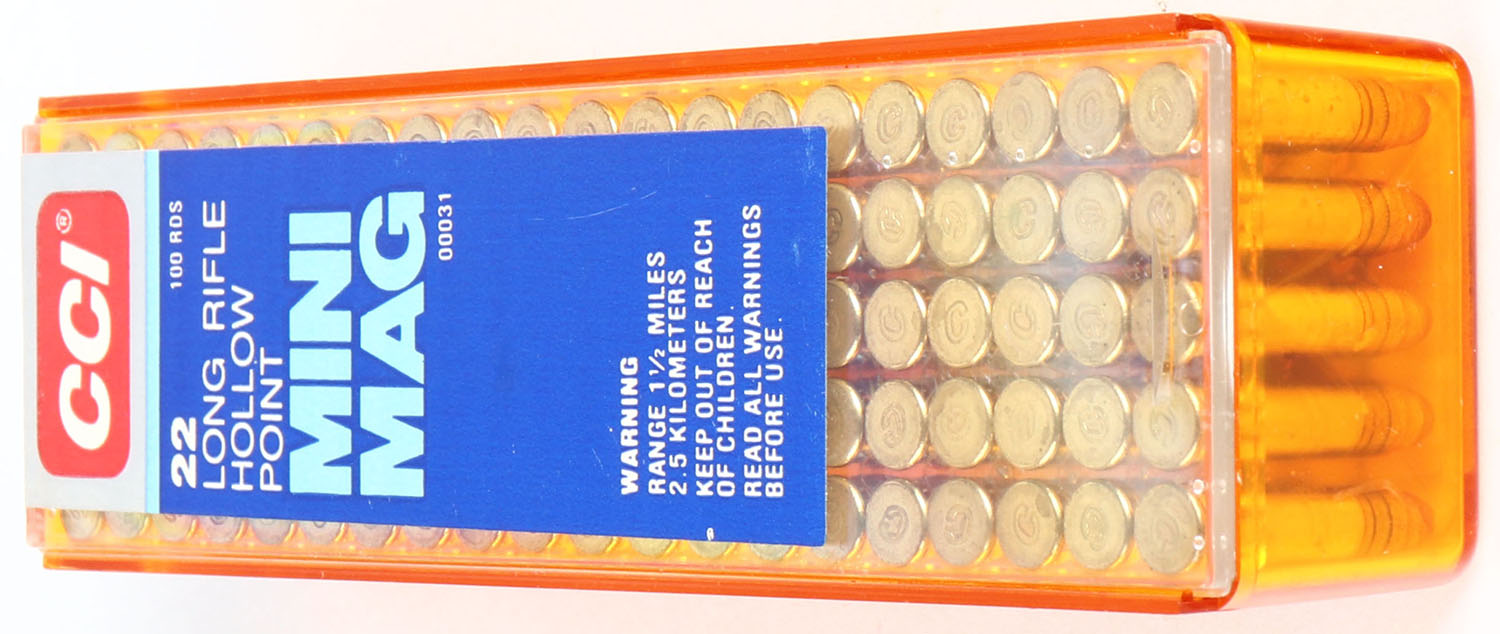 CCI®
100 RDS
22
LONG RIFLE
HOLLOW
POINT
MINI
MAG
00031
WARNING
RANGE 1½ MILES
2.5 KILOMETERS
KEEP OUT OF REACH
OF CHILDREN.
READ ALL WARNINGS
BEFORE USE.